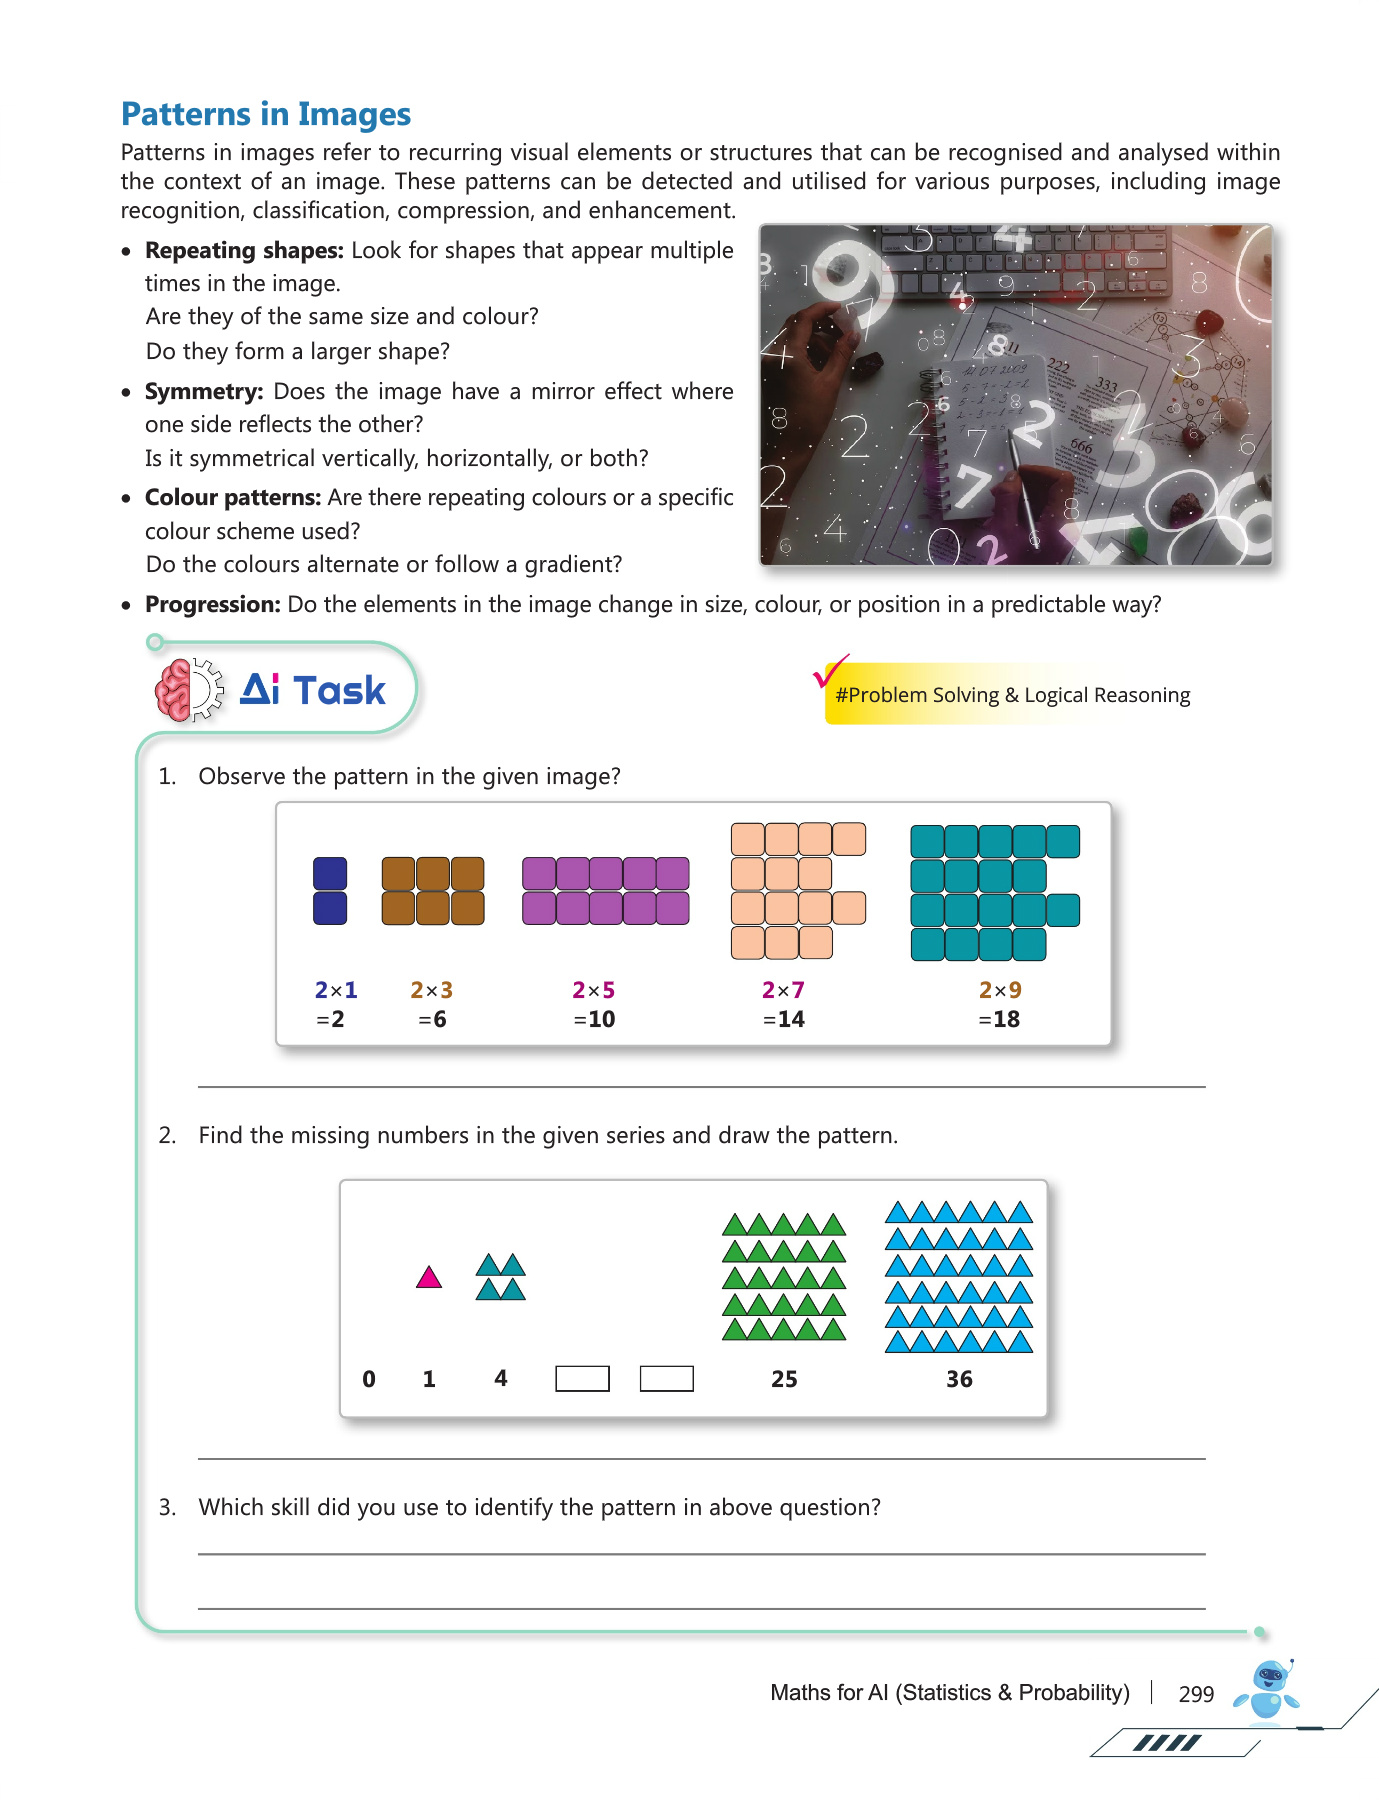 Patterns in Images
Patterns in images refer to recurring visual elements or structures that can be recognised and analysed within
the context of an image. These patterns can be detected and utilised for various purposes, including image
recognition, classification, compression, and enhancement.
• Repeating shapes: Look for shapes that appear multiple
times in the image.
Are they of the same size and colour?
Do they form a larger shape?
• Symmetry: Does the image have a mirror effect where
one side reflects the other?
Is it symmetrical vertically, horizontally, or both?
• Colour patterns: Are there repeating colours or a specific
colour scheme used?
Do the colours alternate or follow a gradient?
• Progression: Do the elements in the image change in size, colour, or position in a predictable way?
Ai Task
#Problem Solving & Logical Reasoning
1. Observe the pattern in the given image?
2×1 2×3 2×5 2×7 2×9
=2 =6 =10 =14 =18
2. Find the missing numbers in the given series and draw the pattern.
0 1 4 25 36
3. Which skill did you use to identify the pattern in above question?
Maths for AI (Statistics & Probability) 299